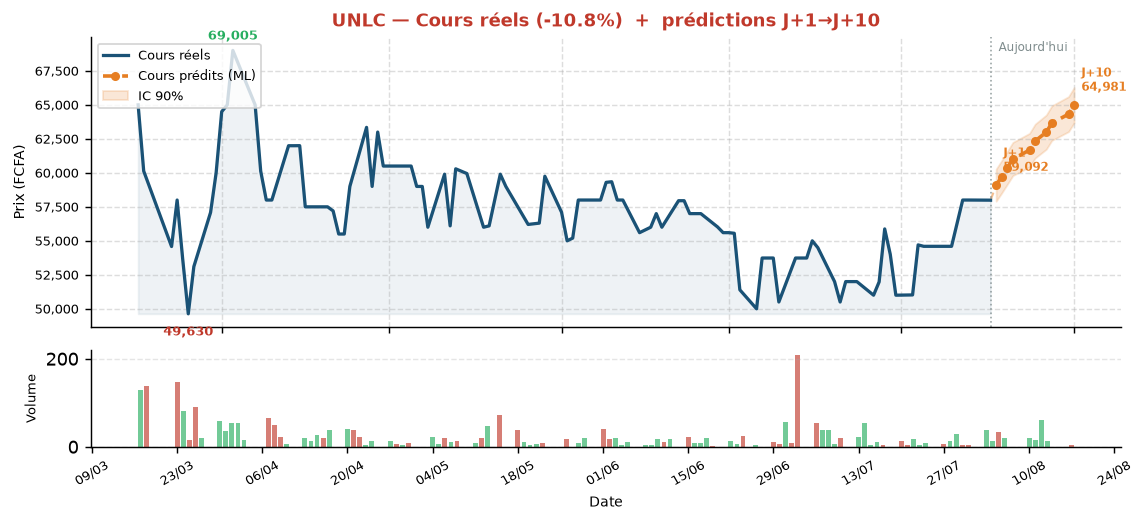 UNLC — Cours réels (-10.8%) + prédictions J+1→J+10
69,005
Cours réels
Cours prédits (ML)
IC 90%
Aujourd'hui
J+10
64,981
J+1
59,092
49,630
Prix (FCFA)
67,500
65,000
62,500
60,000
57,500
55,000
52,500
50,000
Volume
200
0
09/03
23/03
06/04
20/04
04/05
18/05
01/06
15/06
29/06
13/07
27/07
10/08
24/08
Date